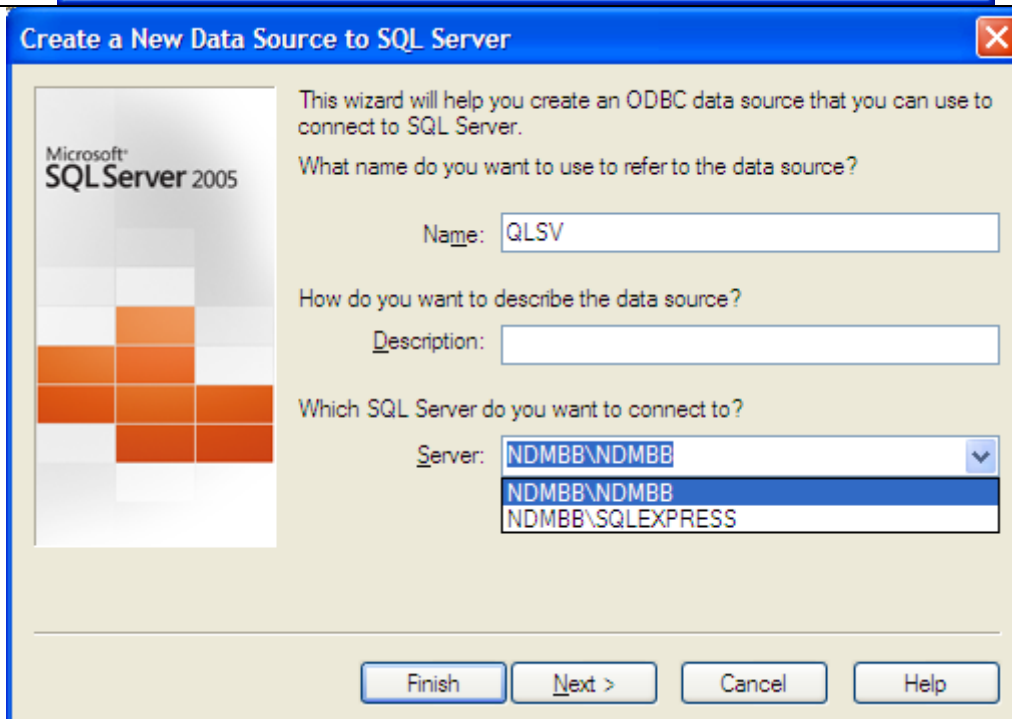 Create a New Data Source to SQL Server
This wizard will help you create an ODBC data source that you can use to
connect to SQL Server.
What name do you want to use to refer to the data source?
Microsoft
SQL Server 2005
Name: QLSV
How do you want to describe the data source?
Description:
Which SQL Server do you want to connect to?
Server: NDMBB\NDMBB
NDMBB\NDMBB
NDMBB\SQLEXPRESS
Finish Next > Cancel Help